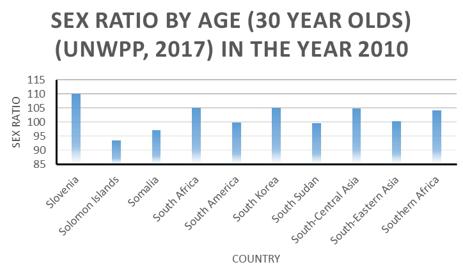 SEX RATIO BY AGE (30 YEAR OLDS)
(UNWPP, 2017) IN THE YEAR 2010
115
110
105
100
95
90
85
SEX RATIO
Slovenia
Solomon Islands
Somalia
South Africa
South America
South Korea
South Sudan
South-Central Asia
South-Eastern Asia
Southern Africa
COUNTRY